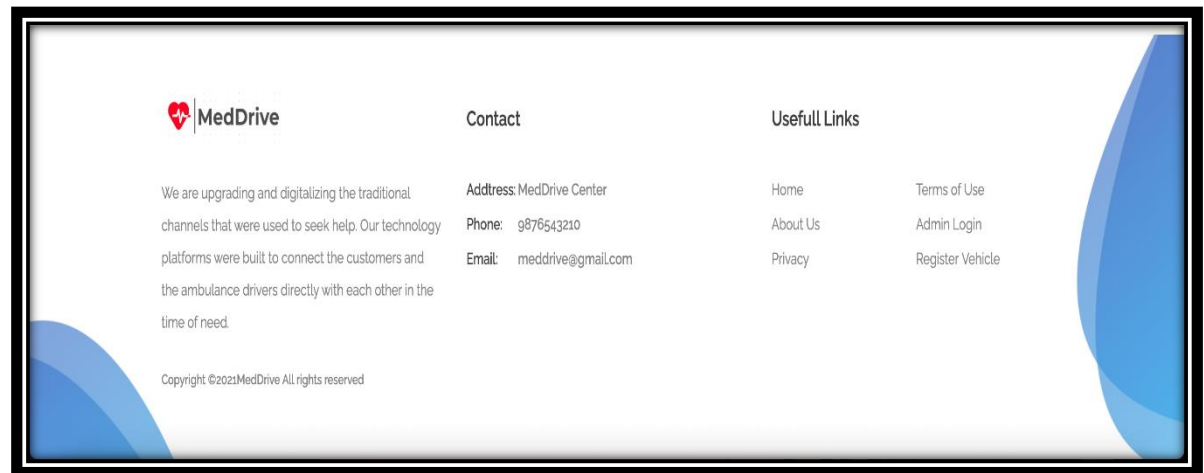 MedDrive
We are upgrading and digitalizing the traditional
channels that were used to seek help. Our technology
platforms were built to connect the customers and
the ambulance drivers directly with each other in the
time of need.
Copyright ©2021MedDrive All rights reserved
Contact
Addtress: MedDrive Center
Phone: 9876543210
Email: meddrive@gmail.com
Usefull Links
Home
About Us
Privacy
Terms of Use
Admin Login
Register Vehicle